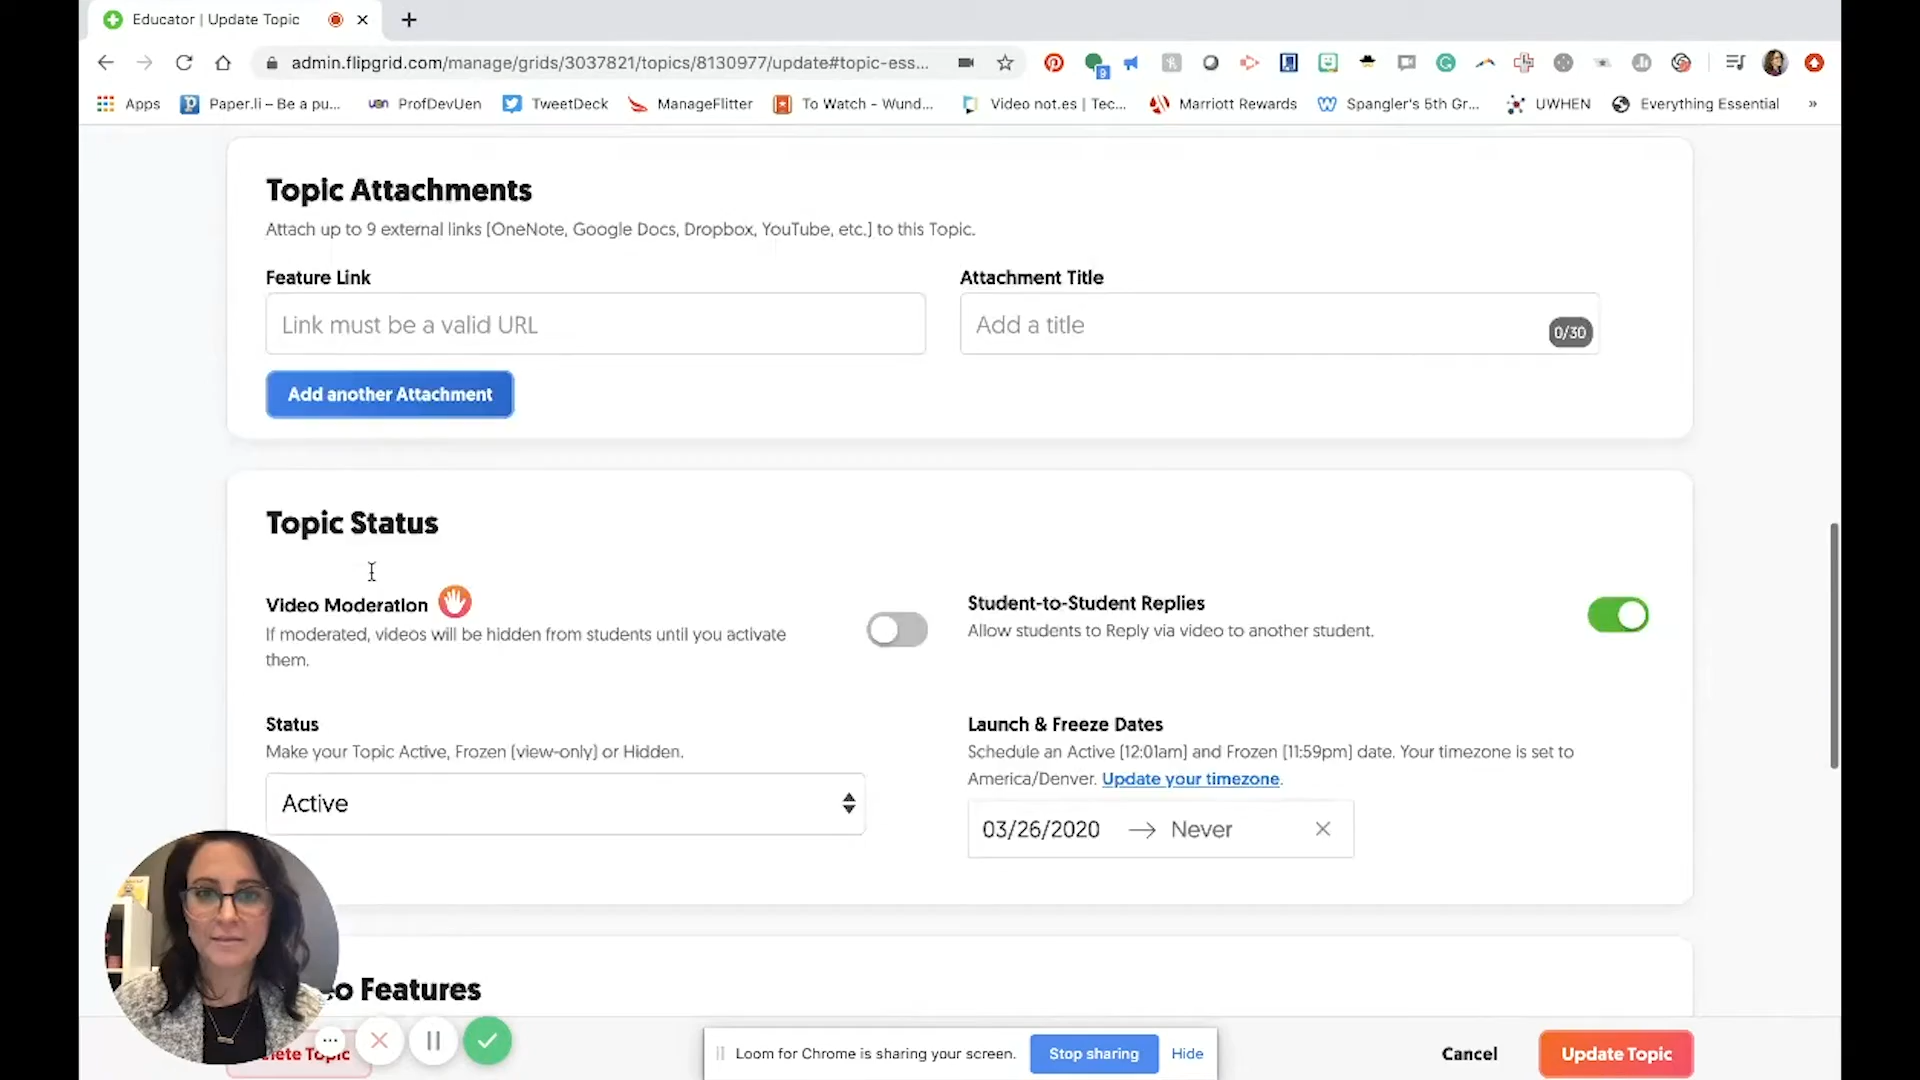 Educator | Update Topic
admin.flipgrid.com/manage/grids/3037821/topics/8130977/update#topic-ess...
9
Apps
Paper.li – Be a pu...
uen ProfDevUen
TweetDeck
ManageFlitter
To Watch - Wund...
Video not.es | Tec...
Marriott Rewards
Spangler's 5th Gr...
UWHEN
Everything Essential
»
Topic Attachments
Attach up to 9 external links (OneNote, Google Docs, Dropbox, YouTube, etc.) to this Topic.
Feature Link
Attachment Title
Link must be a valid URL
Add a title
0/30
Add another Attachment
Topic Status
Video Moderation
If moderated, videos will be hidden from students until you activate
them.
Student-to-Student Replies
Allow students to Reply via video to another student.
Status
Make your Topic Active, Frozen (view-only) or Hidden.
Active
Launch & Freeze Dates
Schedule an Active (12:01am) and Frozen (11:59pm) date. Your timezone is set to
America/Denver. Update your timezone.
03/26/2020 → Never
o Features
lete Topic
Loom for Chrome is sharing your screen.
Stop sharing
Hide
Cancel
Update Topic